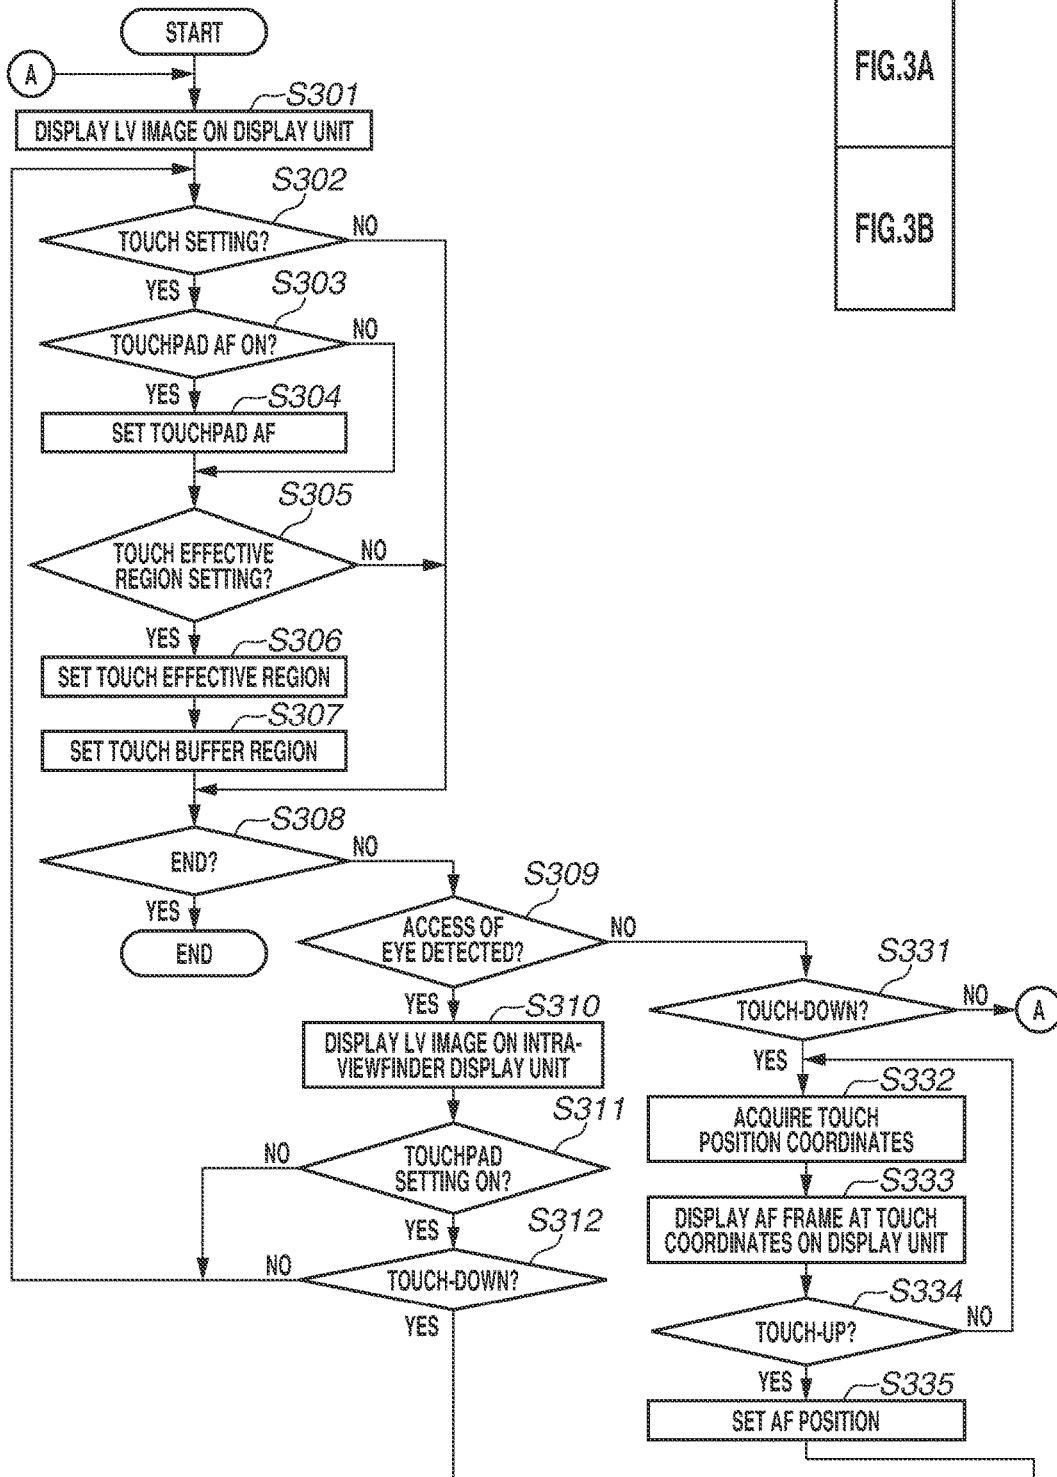 START
A
FIG.3A
FIG.3B
S301
DISPLAY LV IMAGE ON DISPLAY UNIT
S302
TOUCH SETTING?
NO
YES
S303
TOUCHPAD AF ON?
NO
YES
S304
SET TOUCHPAD AF
S305
TOUCH EFFECTIVE
REGION SETTING?
NO
YES
S306
SET TOUCH EFFECTIVE REGION
S307
SET TOUCH BUFFER REGION
S308
END?
NO
YES
END
S309
ACCESS OF
EYE DETECTED?
NO
YES
S310
DISPLAY LV IMAGE ON INTRA-
VIEWFINDER DISPLAY UNIT
S311
TOUCHPAD
SETTING ON?
NO
YES
S312
TOUCH-DOWN?
NO
YES
S331
TOUCH-DOWN?
NO
A
YES
S332
ACQUIRE TOUCH
POSITION COORDINATES
S333
DISPLAY AF FRAME AT TOUCH
COORDINATES ON DISPLAY UNIT
S334
TOUCH-UP?
NO
YES
S335
SET AF POSITION